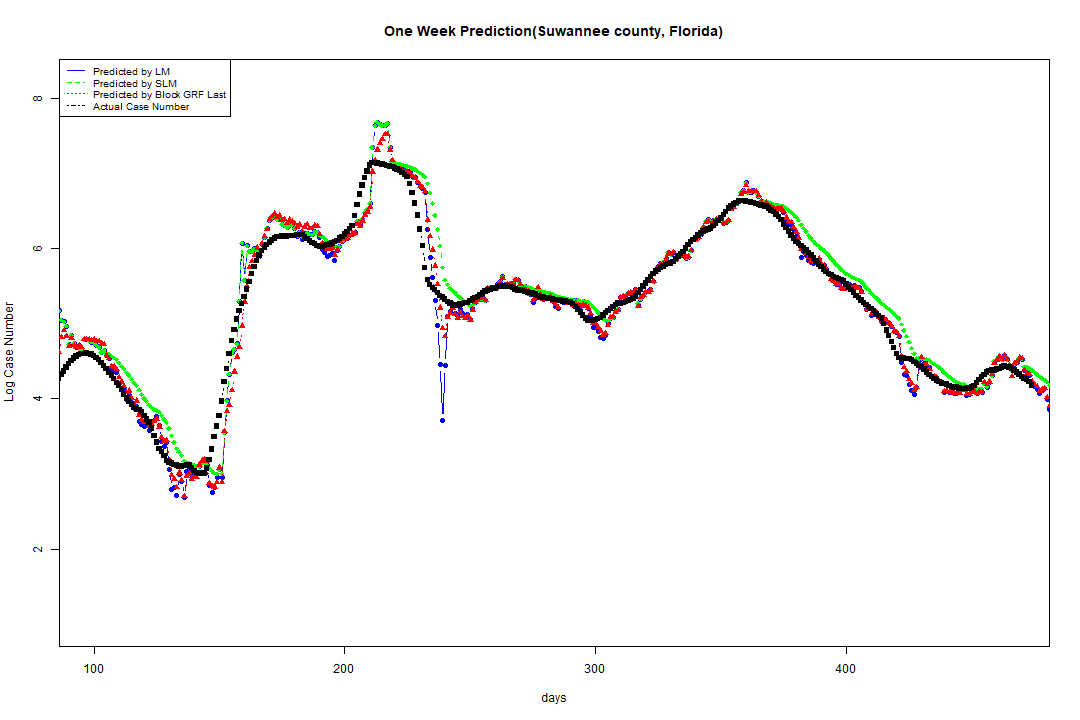 One Week Prediction(Suwannee county, Florida)
Predicted by LM
Predicted by SLM
Predicted by Block GRF Last
Actual Case Number
8
6
4
2
Log Case Number
100
200
300
400
days